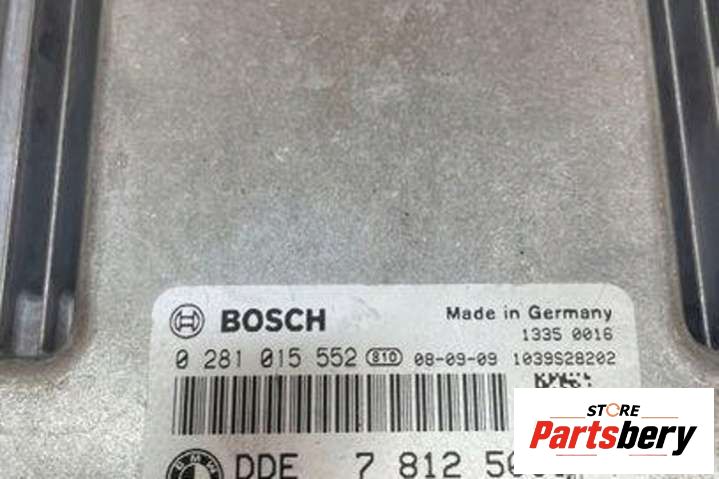 BOSCH Made in Germany
1335 0016
0 281 015 552 810 08-09-09 1039S28202
BMW DDE 7 812
STORE
Partsbery